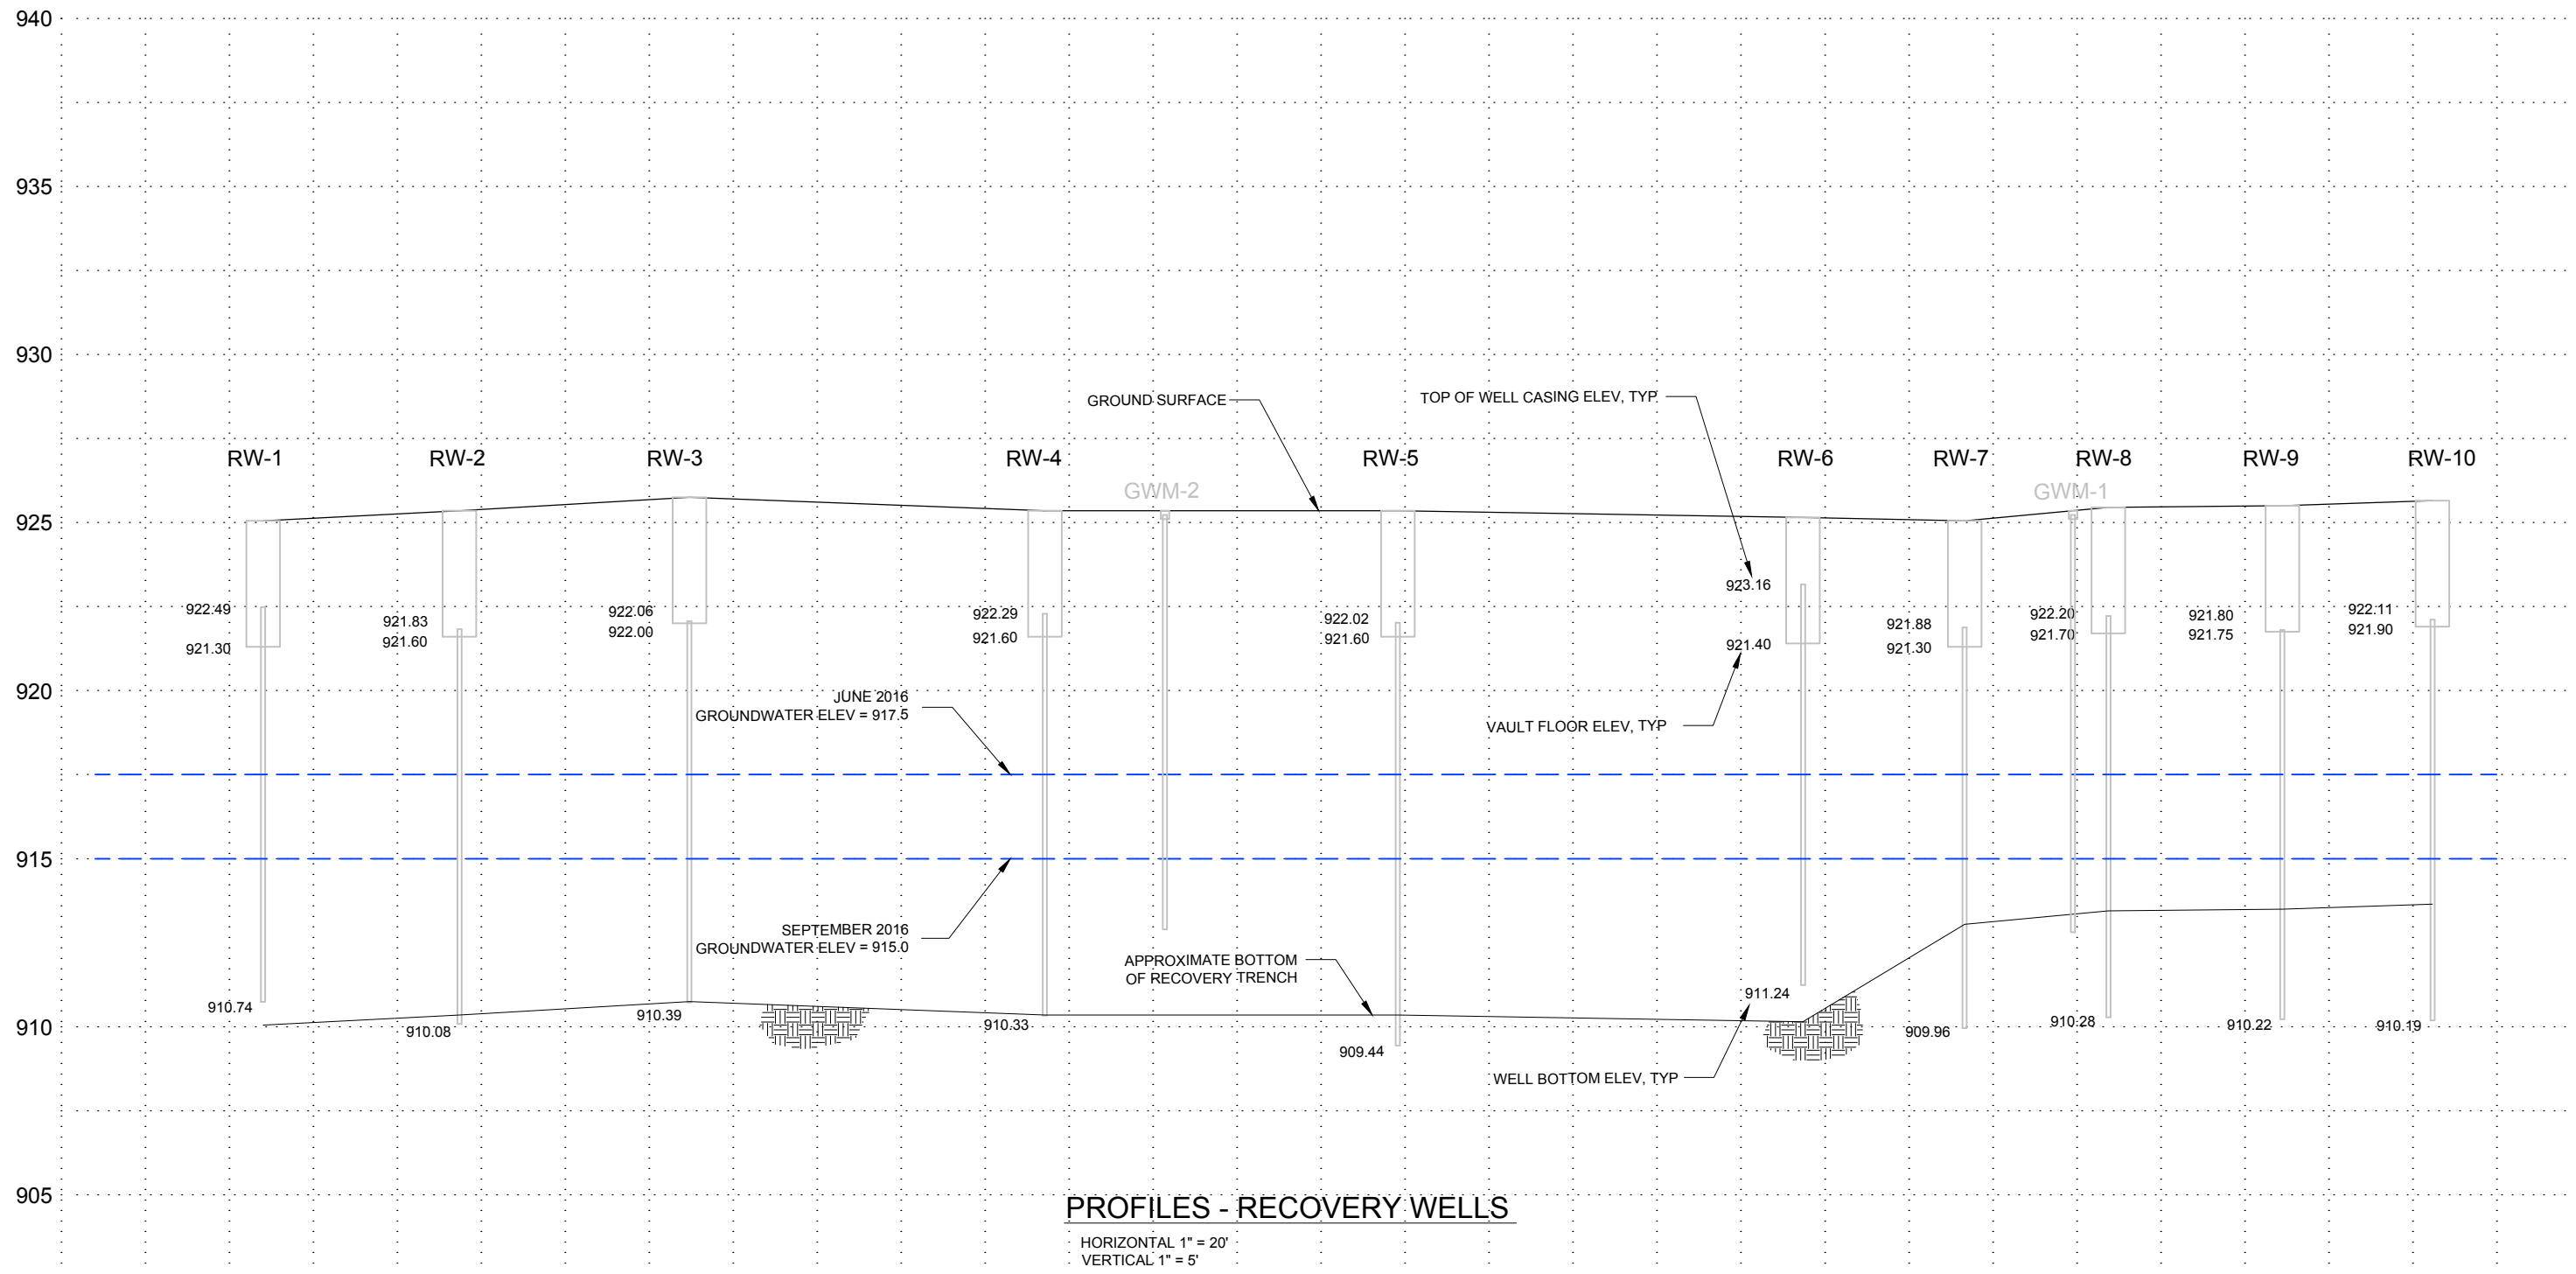 940
935
930
GROUND SURFACE
TOP OF WELL CASING ELEV, TYP
RW-1
RW-2
RW-3
RW-4
RW-5
RW-6
RW-7
RW-8
RW-9
RW-10
GWM-2
GWM-1
925
922.49
921.30
921.83
921.60
922.06
922.00
922.29
921.60
922.02
921.60
923.16
921.40
921.88
921.30
922.20
921.70
921.80
921.75
922.11
921.90
920
JUNE 2016
GROUNDWATER ELEV = 917.5
VAULT FLOOR ELEV, TYP
915
SEPTEMBER 2016
GROUNDWATER ELEV = 915.0
APPROXIMATE BOTTOM
OF RECOVERY TRENCH
910
910.74
910.08
910.39
910.33
909.44
911.24
909.96
910.28
910.22
910.19
WELL BOTTOM ELEV, TYP
905
PROFILES - RECOVERY WELLS
HORIZONTAL 1" = 20'
VERTICAL 1" = 5'